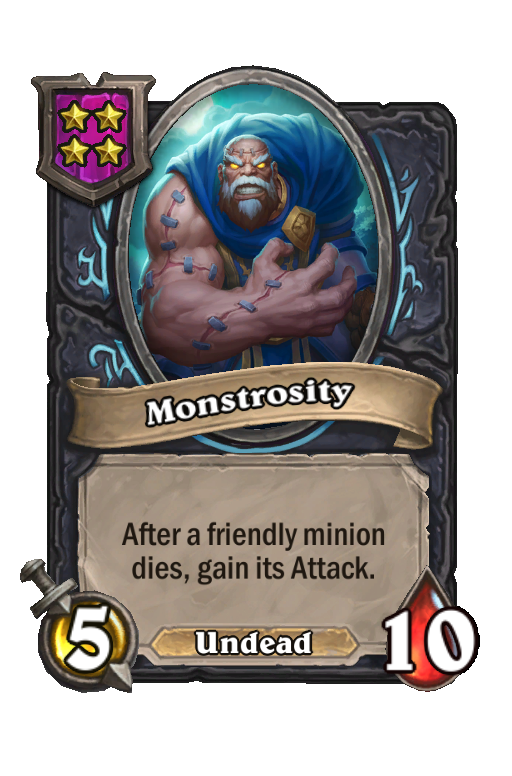 Monstrosity
After a friendly minion
dies, gain its Attack.
5
Undead
10